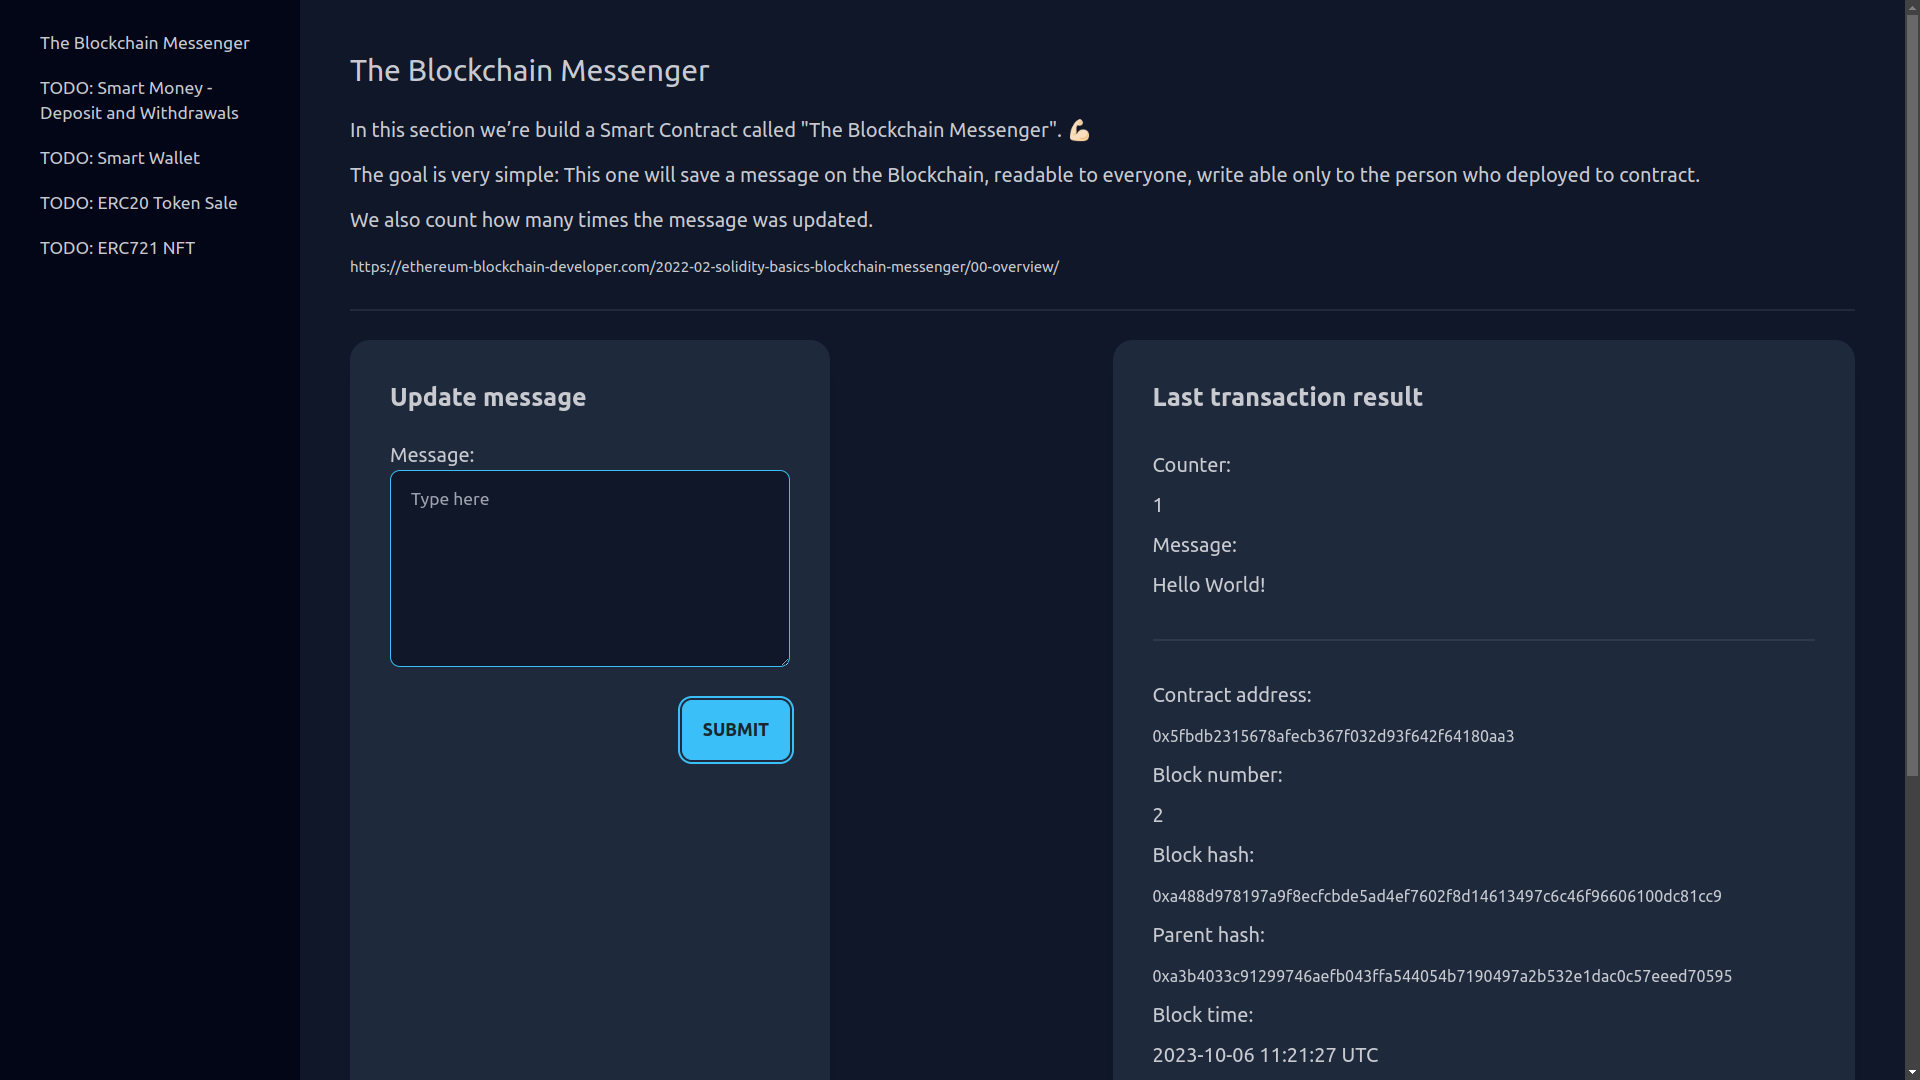 The Blockchain Messenger
TODO: Smart Money -
Deposit and Withdrawals
TODO: Smart Wallet
TODO: ERC20 Token Sale
TODO: ERC721 NFT
The Blockchain Messenger
In this section we’re build a Smart Contract called "The Blockchain Messenger". 💪🏻
The goal is very simple: This one will save a message on the Blockchain, readable to everyone, write able only to the person who deployed to contract.
We also count how many times the message was updated.
https://ethereum-blockchain-developer.com/2022-02-solidity-basics-blockchain-messenger/00-overview/
Update message
Message:
Type here
SUBMIT
Last transaction result
Counter:
1
Message:
Hello World!
Contract address:
0x5fbdb2315678afecb367f032d93f642f64180aa3
Block number:
2
Block hash:
0xa488d978197a9f8ecfcbde5ad4ef7602f8d14613497c6c46f96606100dc81cc9
Parent hash:
0xa3b4033c91299746aefb043ffa544054b7190497a2b532e1dac0c57eeed70595
Block time:
2023-10-06 11:21:27 UTC